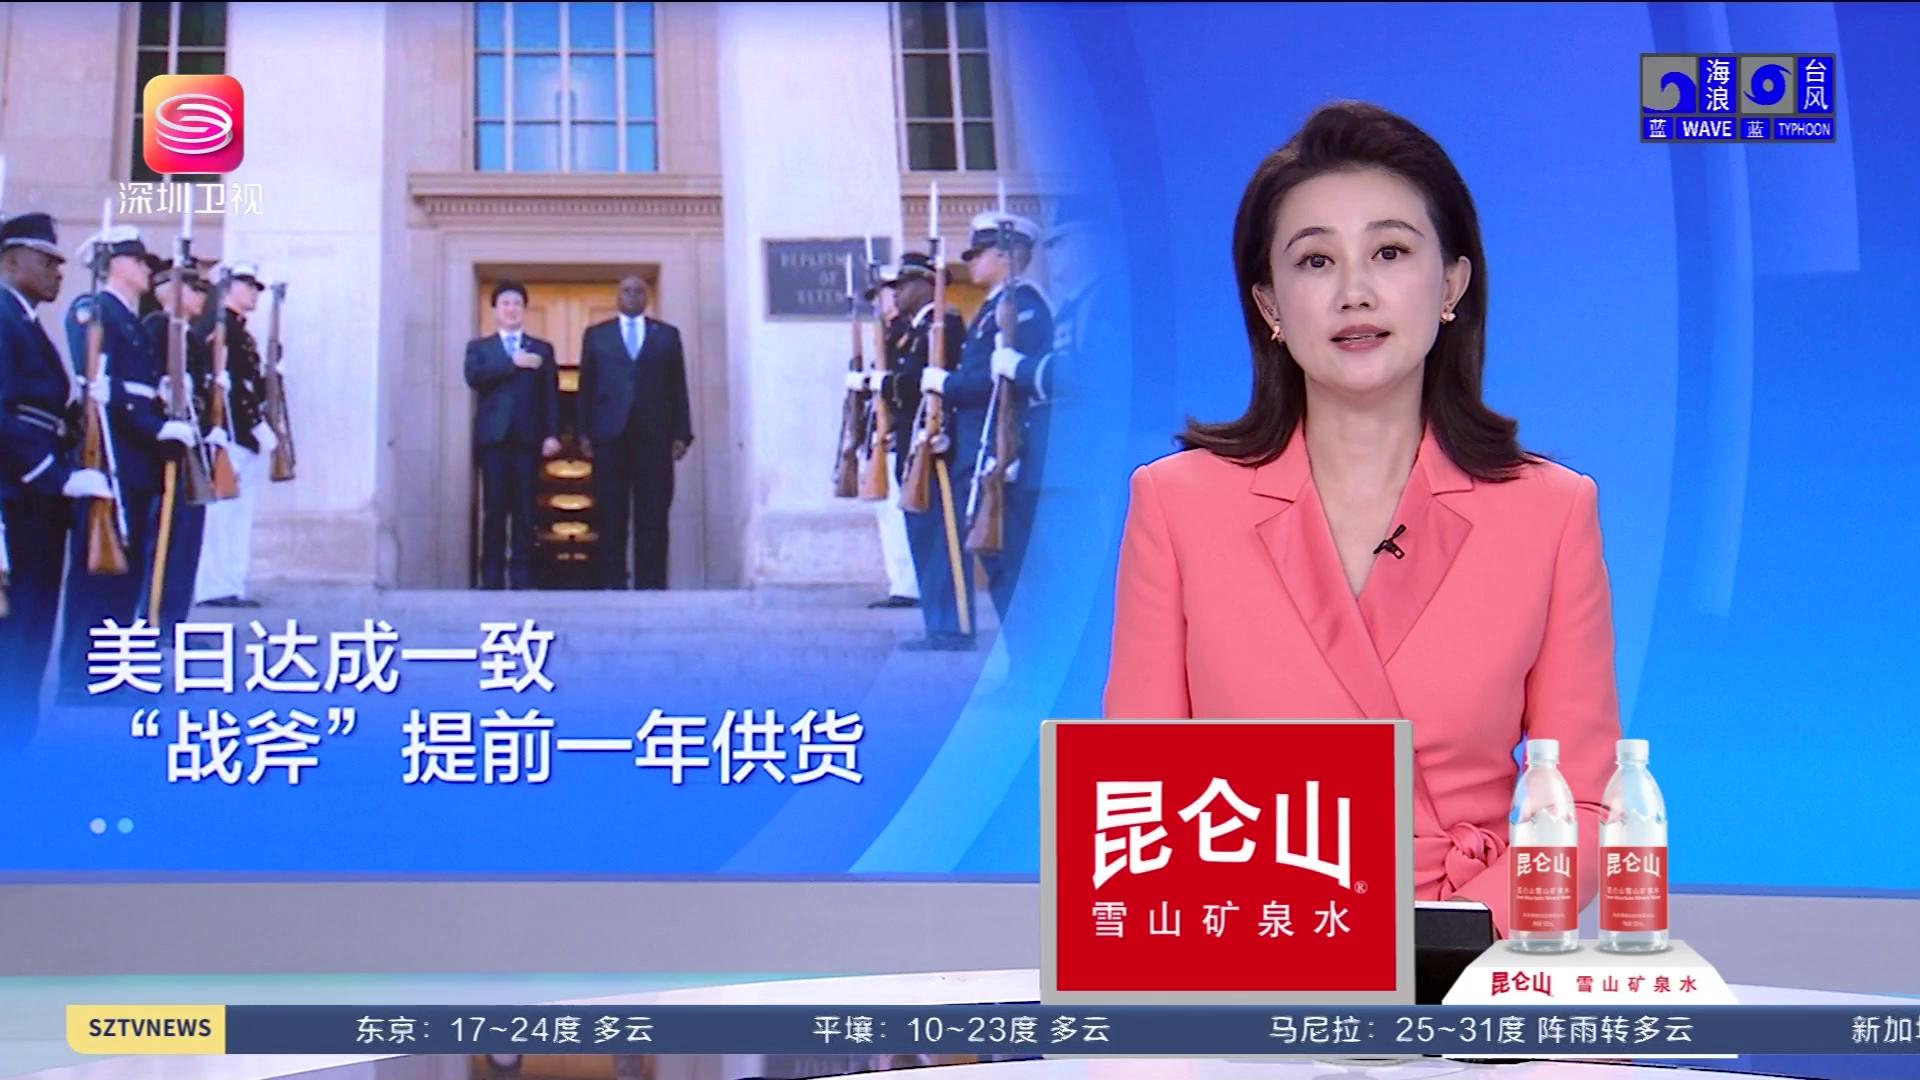 深圳卫视
海浪
台风
蓝 WAVE 蓝 TYPHOON
美日达成一致
“战斧”提前一年供货
昆仑山®
雪山矿泉水
昆仑山
昆仑山
昆仑山 雪山矿泉水
SZTVNEWS 东京：17~24度 多云 平壤：10~23度 多云 马尼拉：25~31度 阵雨转多云 新加